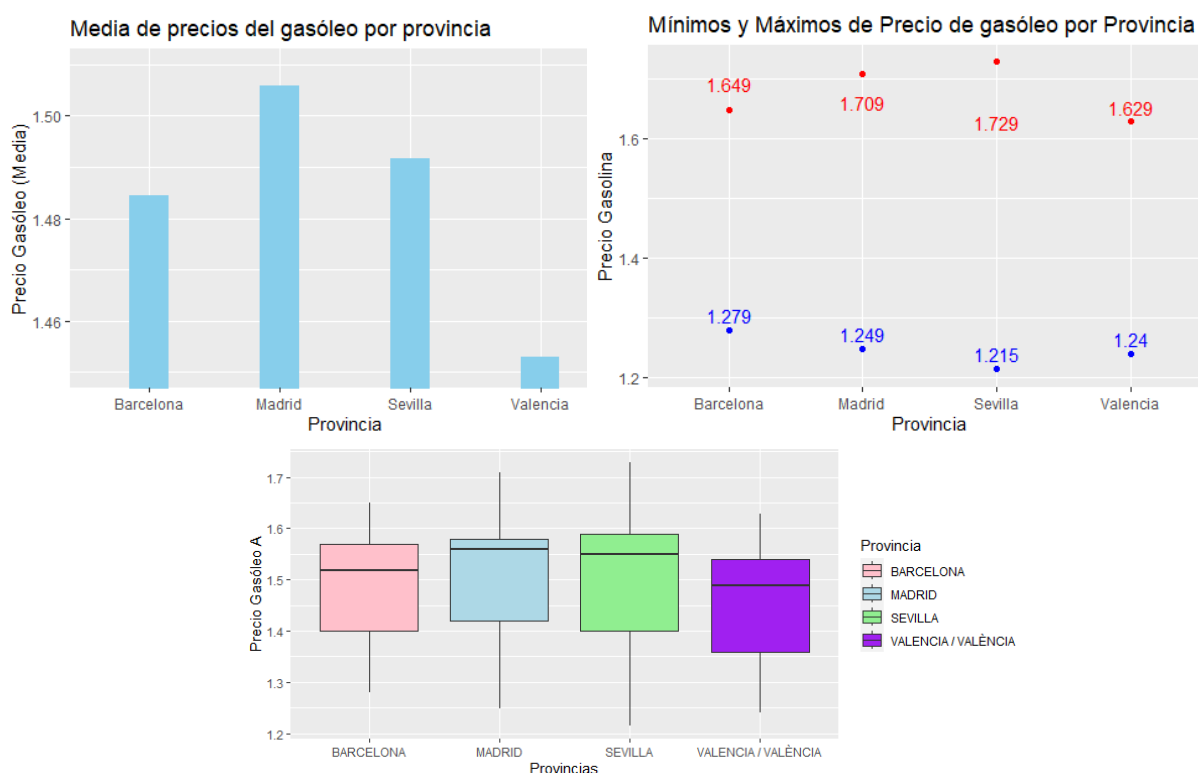 Media de precios del gasóleo por provincia
Precio Gasóleo (Media)
1.50
1.48
1.46
Barcelona
Madrid
Sevilla
Valencia
Provincia
Mínimos y Máximos de Precio de gasóleo por Provincia
Precio Gasolina
1.6
1.4
1.2
1.649
1.709
1.729
1.629
1.279
1.249
1.215
1.24
Barcelona
Madrid
Sevilla
Valencia
Provincia
Precio Gasóleo A
1.7
1.6
1.5
1.4
1.3
1.2
BARCELONA
MADRID
SEVILLA
VALENCIA / VALÈNCIA
Provincias
Provincia
BARCELONA
MADRID
SEVILLA
VALENCIA / VALÈNCIA